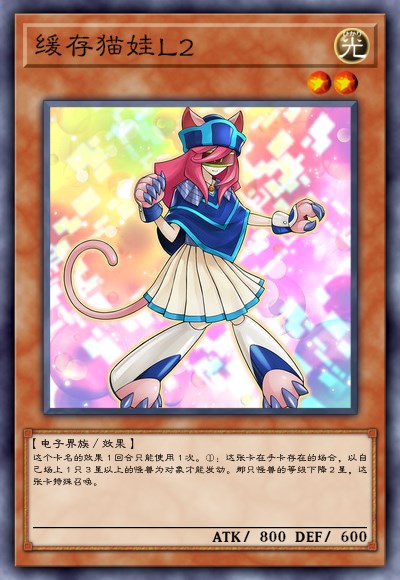 缓存猫娃L2
光
【电子界族／效果】
这个卡名的效果1回合只能使用1次。①：这张卡在手卡存在的场合，以自
己场上1只3星以上的怪兽为对象才能发动。那只怪兽的等级下降2星，这
张卡特殊召唤。
ATK/ 800 DEF/ 600